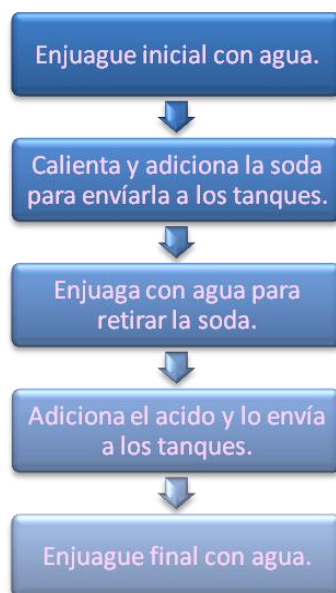 Enjuague inicial con agua.
Calienta y adiciona la soda
para envíarla a los tanques.
Enjuaga con agua para
retirar la soda.
Adiciona el acido y lo envía
a los tanques.
Enjuague final con agua.